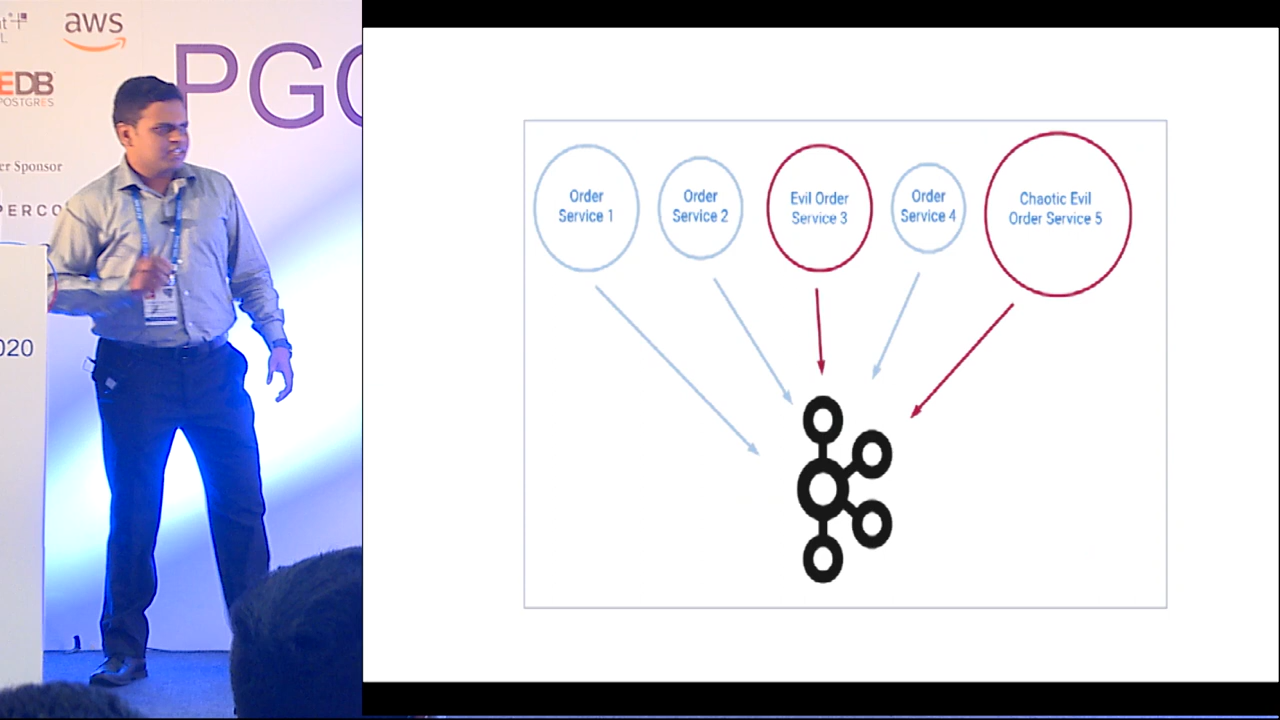 aws
EDB
POSTGRES
PGC
er Sponsor
PERCO
020
Order
Service 1
Order
Service 2
Evil Order
Service 3
Order
Service 4
Chaotic Evil
Order Service 5